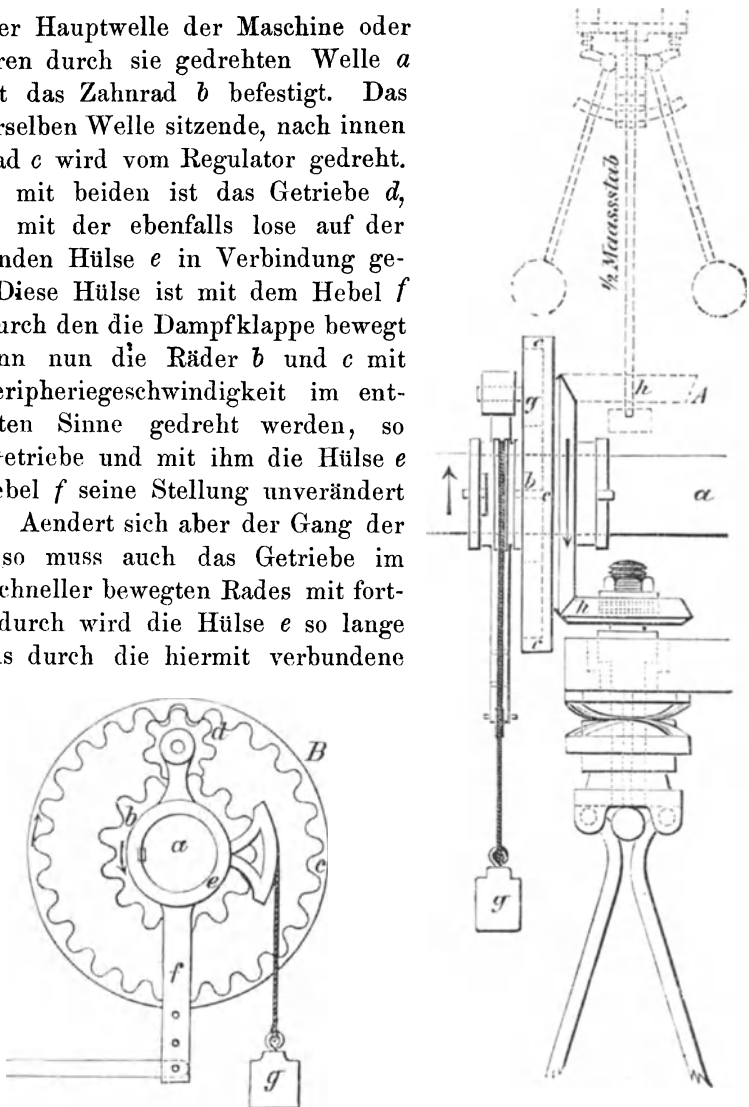 er Hauptwelle der Maschine oder
ren durch sie gedrehten Welle a
t das Zahnrad b befestigt. Das
rselben Welle sitzende, nach innen
ad c wird vom Regulator gedreht.
mit beiden ist das Getriebe d,
mit der ebenfalls lose auf der
nden Hülse e in Verbindung ge-
Diese Hülse ist mit dem Hebel f
urch den die Dampfklappe bewegt
nn nun die Räder b und c mit
eripheriegeschwindigkeit im ent-
ten Sinne gedreht werden, so
etriebe und mit ihm die Hülse e
ebel f seine Stellung unverändert
Aendert sich aber der Gang der
so muss auch das Getriebe im
chneller bewegten Rades mit fort-
durch wird die Hülse e so lange
s durch die hiermit verbundene
½ Maassstab
c
g
h
A
b
c
a
h
c
g
d
B
b
a
e
c
f
g